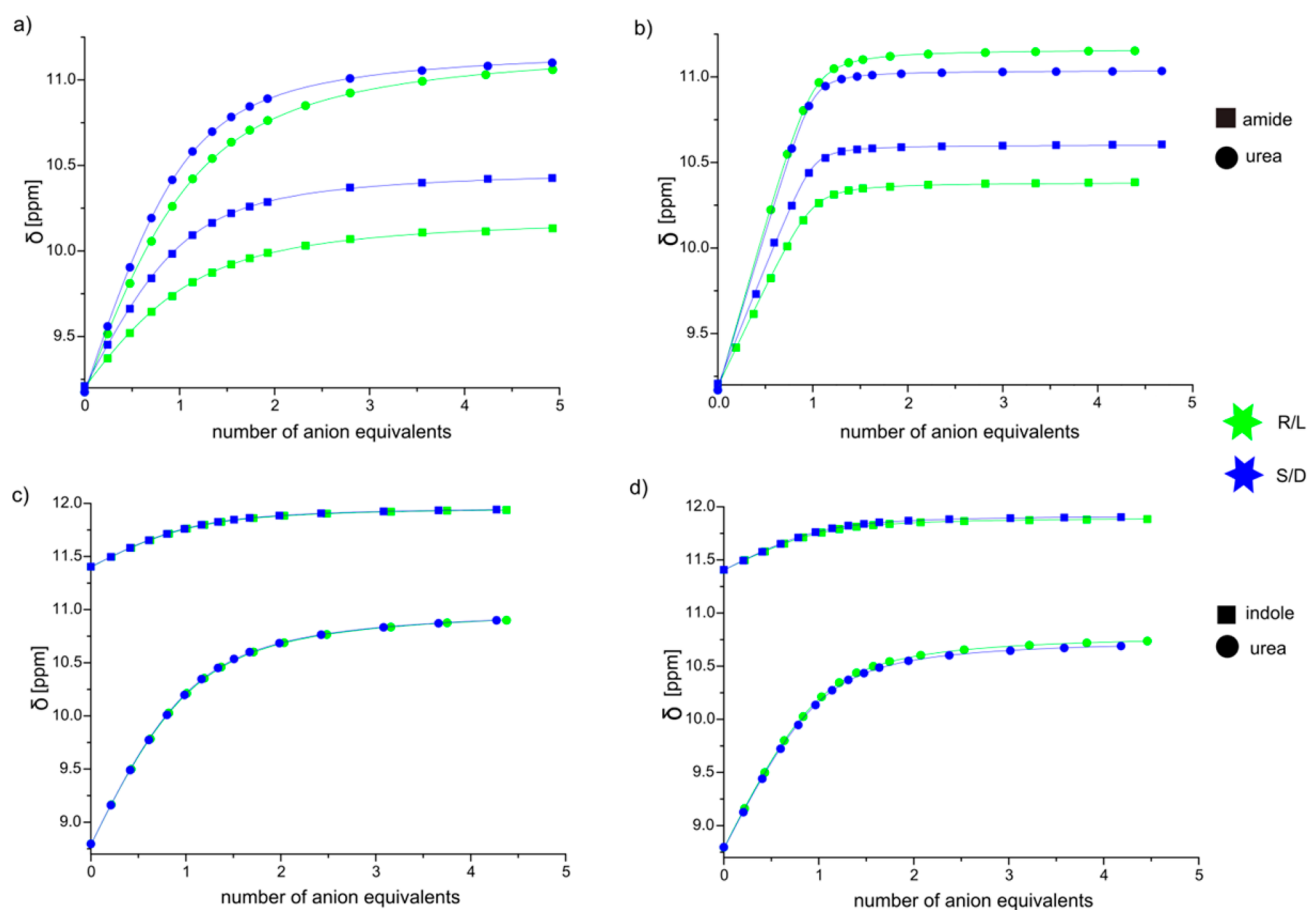 a)
11.0
10.5
10.0
9.5
δ [ppm]
0 1 2 3 4 5
number of anion equivalents
b)
11.0
10.5
10.0
9.5
δ [ppm]
0.0 1 2 3 4 5
number of anion equivalents
amide
urea
R/L
S/D
c)
12.0
11.5
11.0
10.5
10.0
9.5
9.0
δ [ppm]
0 1 2 3 4 5
number of anion equivalents
d)
12.0
11.5
11.0
10.5
10.0
9.5
9.0
δ [ppm]
0 1 2 3 4 5
number of anion equivalents
indole
urea